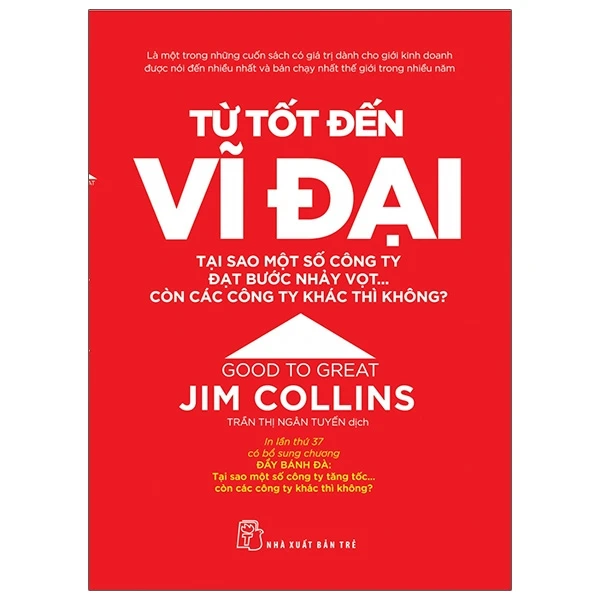 Là một trong những cuốn sách có giá trị dành cho giới kinh doanh
được nói đến nhiều nhất và bán chạy nhất thế giới trong nhiều năm
TỪ TỐT ĐẾN
VĨ ĐẠI
TẠI SAO MỘT SỐ CÔNG TY
ĐẠT BƯỚC NHẢY VỌT...
CÒN CÁC CÔNG TY KHÁC THÌ KHÔNG?
GOOD TO GREAT
JIM COLLINS
TRẦN THỊ NGÂN TUYẾN dịch
In lần thứ 37
có bổ sung chương
ĐẨY BÁNH ĐÀ:
Tại sao một số công ty tăng tốc...
còn các công ty khác thì không?
NHÀ XUẤT BẢN TRẺ